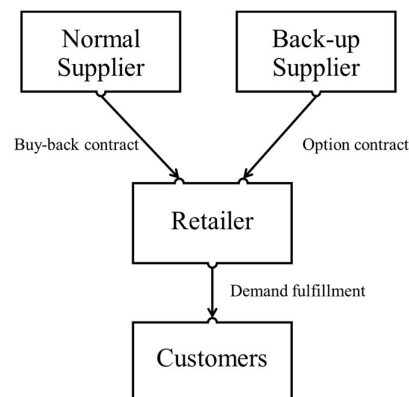 Normal
Supplier
Back-up
Supplier
Buy-back contract
Option contract
Retailer
Demand fulfillment
Customers